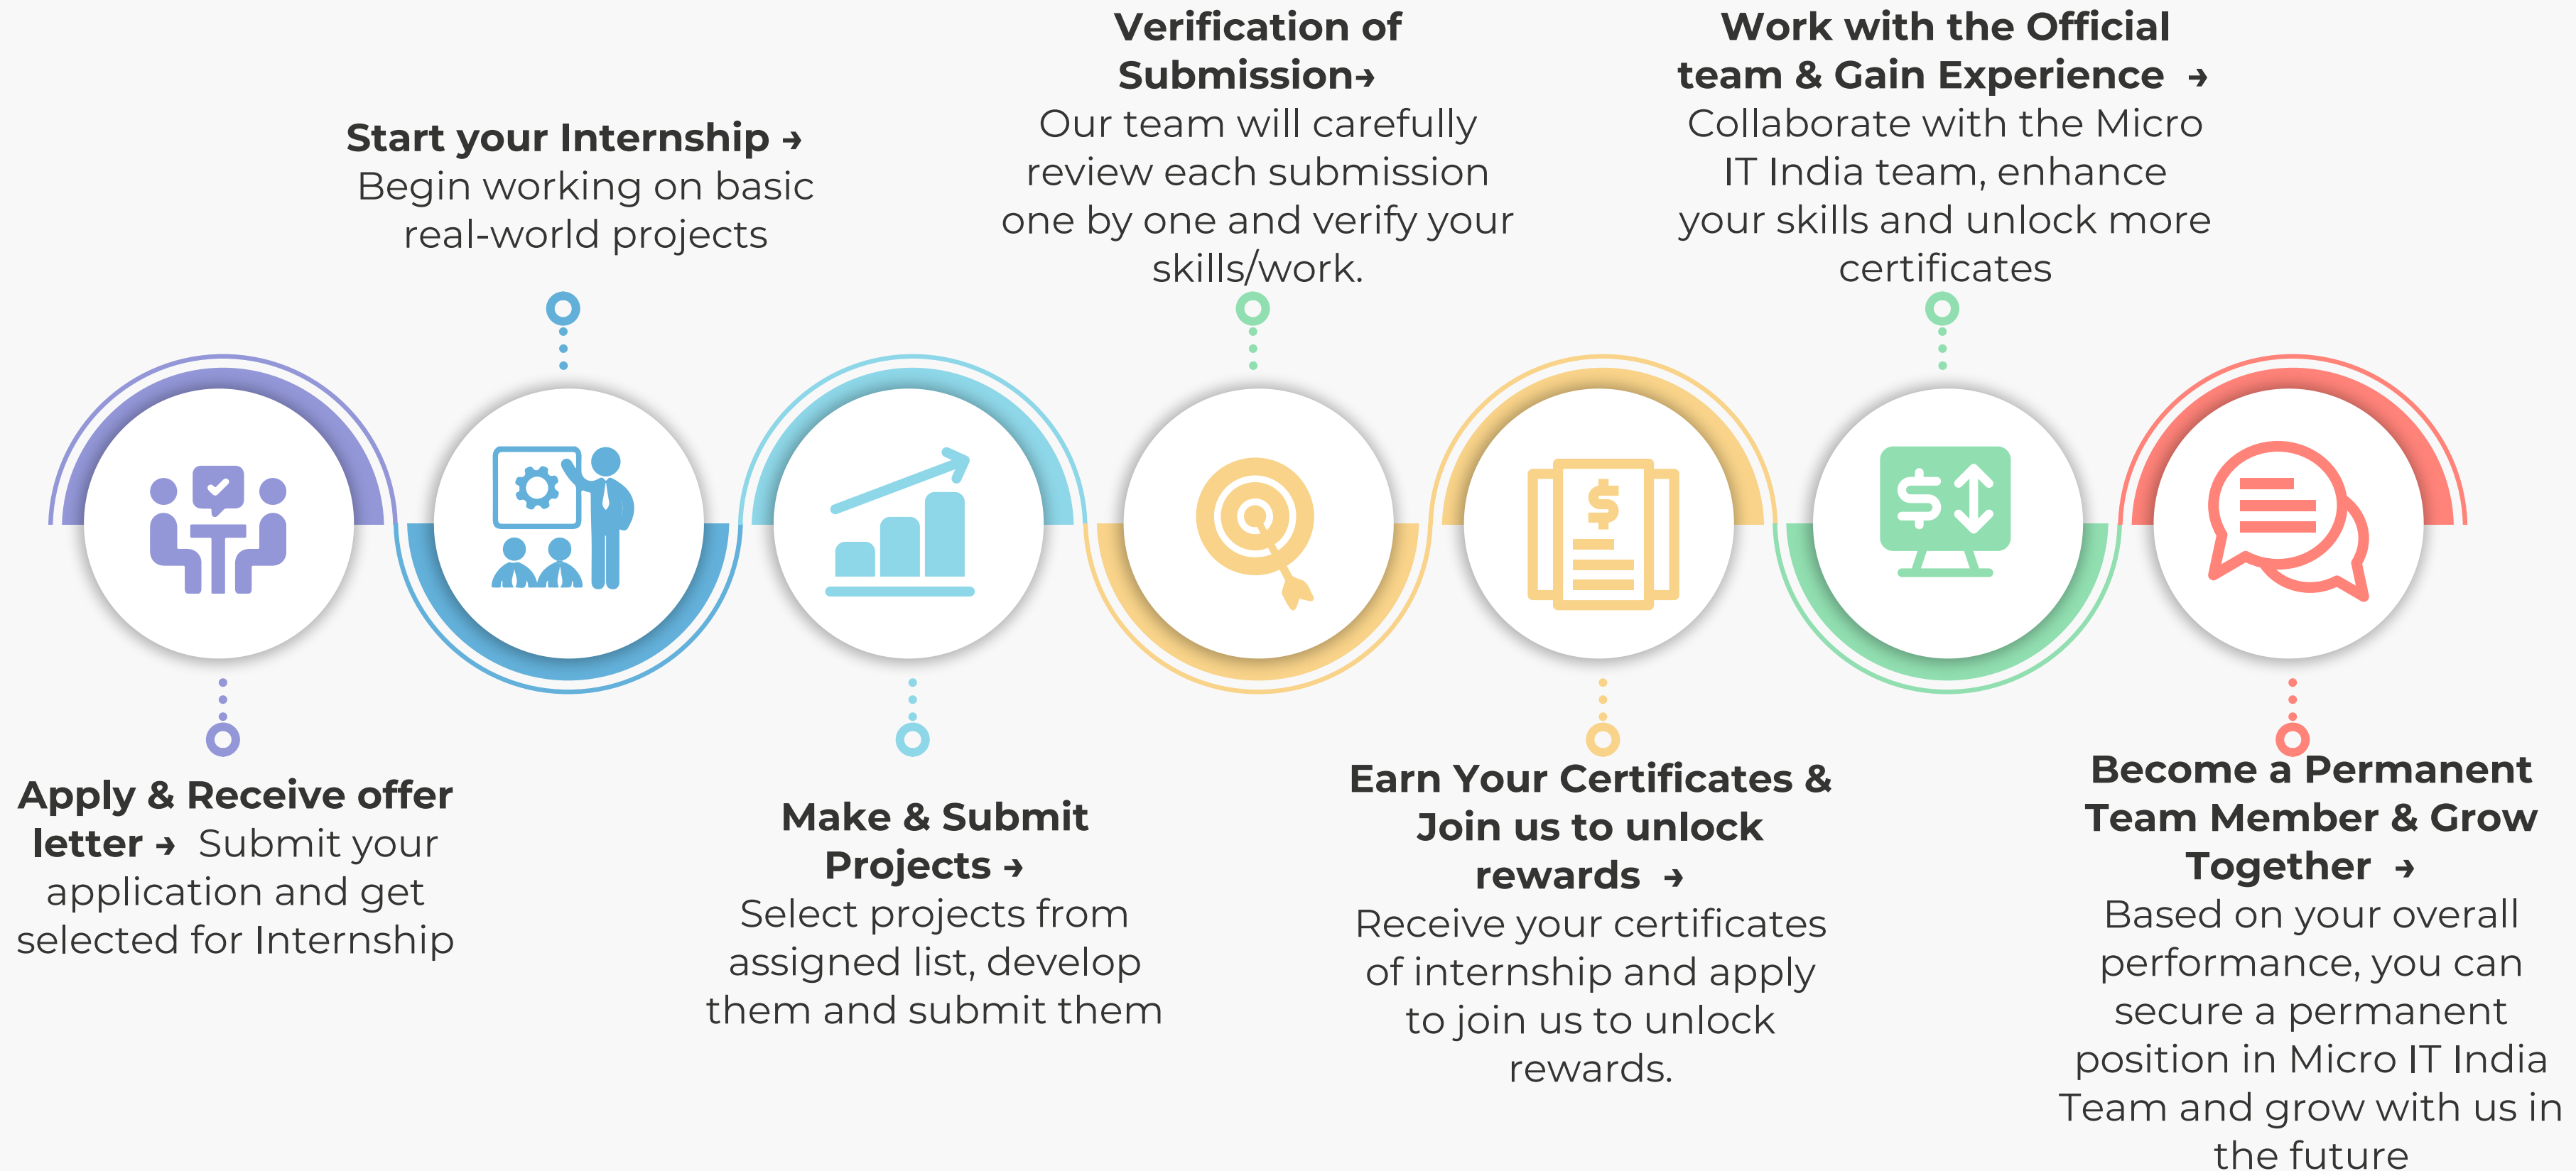 Apply & Receive offer
letter → Submit your
application and get
selected for Internship
Start your Internship →
Begin working on basic
real-world projects
Make & Submit
Projects →
Select projects from
assigned list, develop
them and submit them
Verification of
Submission→
Our team will carefully
review each submission
one by one and verify your
skills/work.
Earn Your Certificates &
Join us to unlock
rewards →
Receive your certificates
of internship and apply
to join us to unlock
rewards.
Work with the Official
team & Gain Experience →
Collaborate with the Micro
IT India team, enhance
your skills and unlock more
certificates
Become a Permanent
Team Member & Grow
Together →
Based on your overall
performance, you can
secure a permanent
position in Micro IT India
Team and grow with us in
the future
$
$